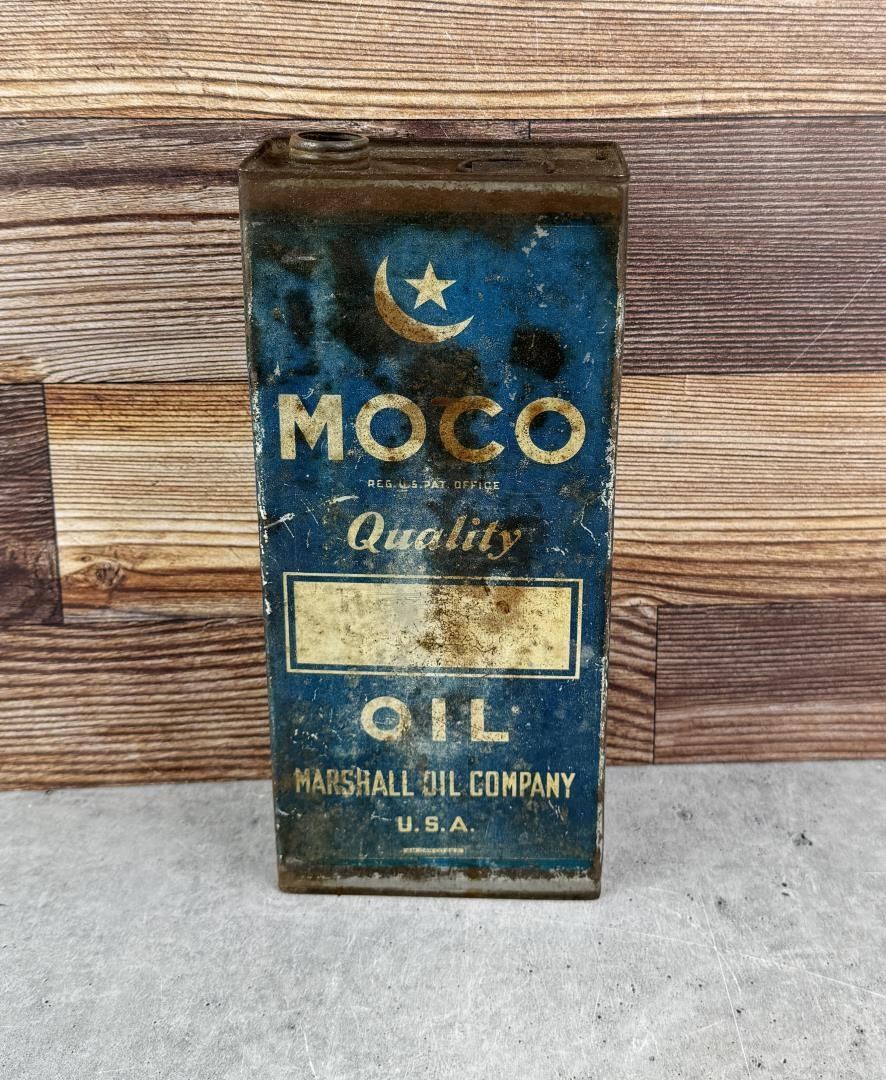 MOCO
REG. U.S. PAT. OFFICE
Quality
OIL
MARSHALL OIL COMPANY
U.S.A.